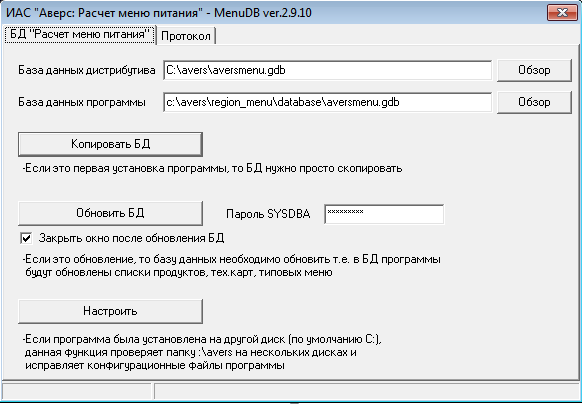 ИАС "Аверс: Расчет меню питания" - MenuDB ver.2.9.10
БД "Расчет меню питания" Протокол
База данных дистрибутива C:\avers\aversmenu.gdb Обзор
База данных программы c:\avers\region_menu\database\aversmenu.gdb Обзор
Копировать БД
-Если это первая установка программы, то БД нужно просто скопировать
Обновить БД Пароль SYSDBA *********
Закрыть окно после обновления БД
-Если это обновление, то базу данных необходимо обновить т.е. в БД программы
будут обновлены списки продуктов, тех.карт, типовых меню
Настроить
-Если программа была установлена на другой диск (по умолчанию C:),
данная функция проверяет папку :\avers на нескольких дисках и
исправляет конфигурационные файлы программы